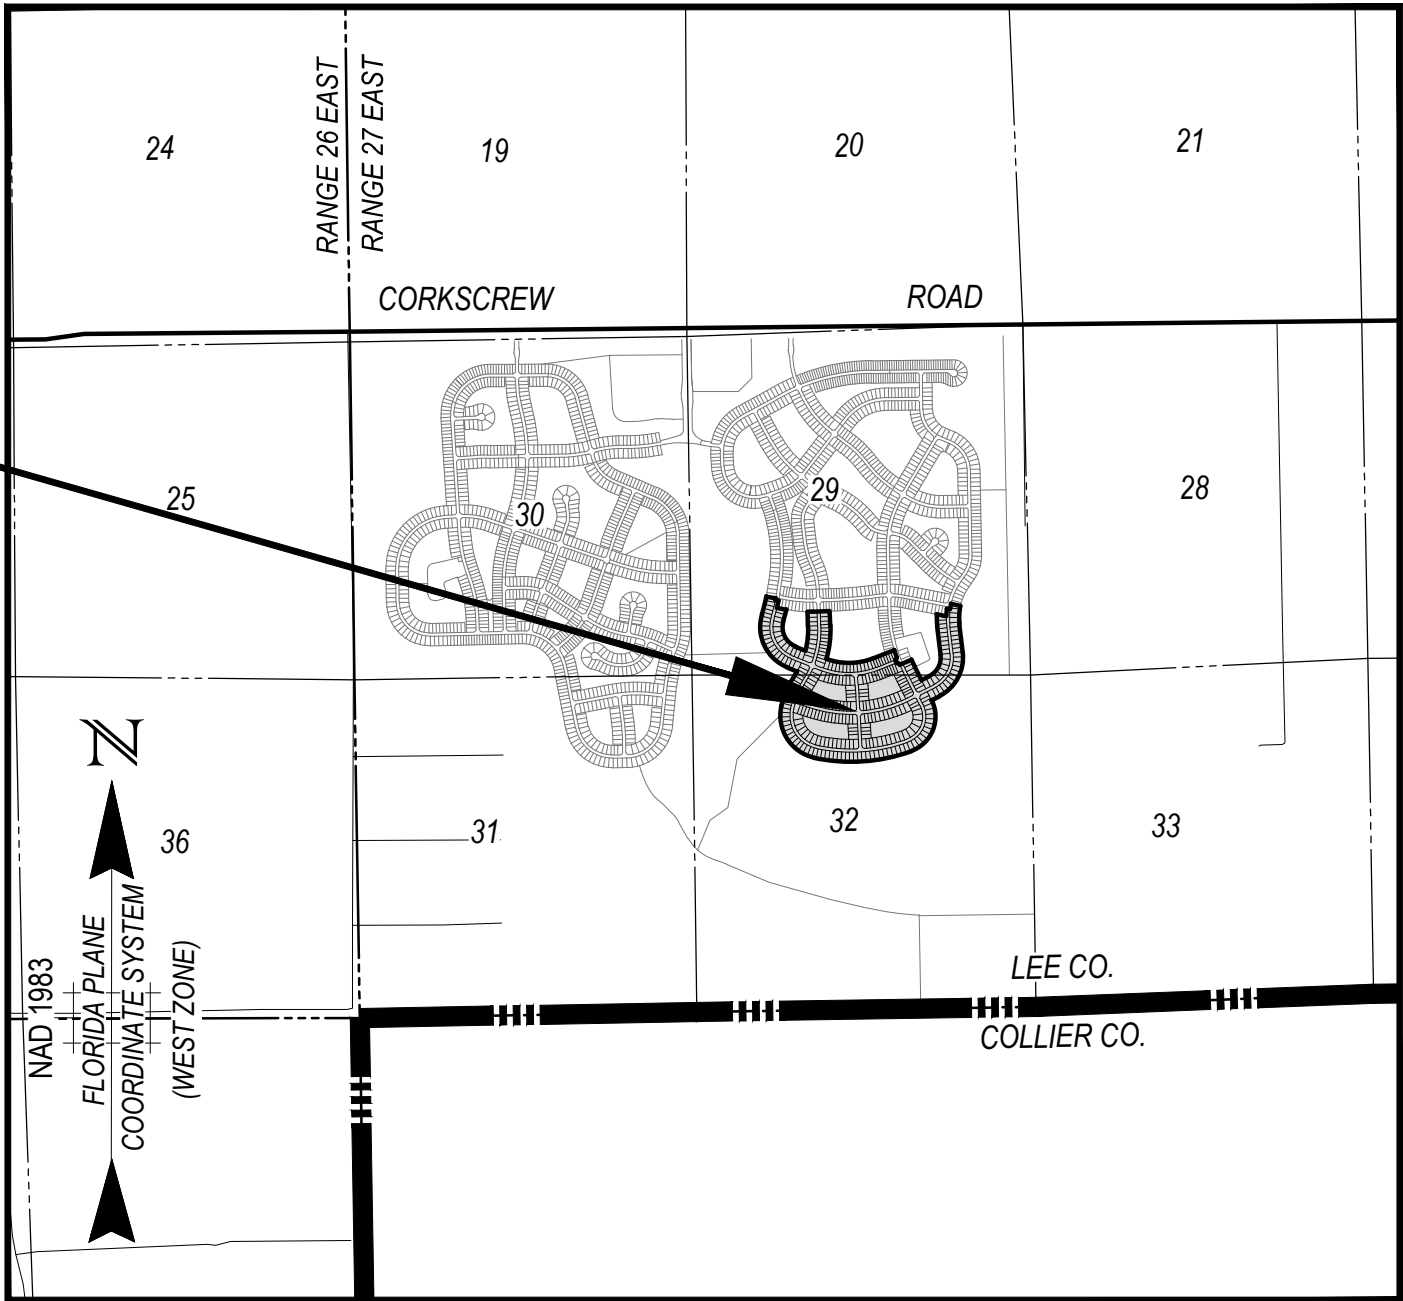 24
RANGE 26 EAST
RANGE 27 EAST
19
20
21
CORKSCREW ROAD
25
30
29
28
N
36
31
32
33
NAD 1983
FLORIDA PLANE
COORDINATE SYSTEM
(WEST ZONE)
LEE CO.
COLLIER CO.